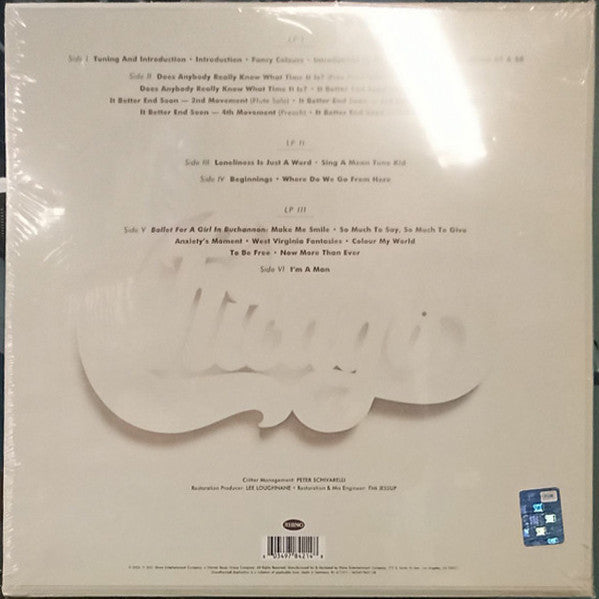 LP I
Side I Tuning And Introduction • Introduction • Fancy Colours •
Side II Does Anybody Really Know What Time It Is?
Does Anybody Really Know What Time It Is? • It Better End Soon
It Better End Soon — 2nd Movement (Flute Solo) • It Better End
It Better End Soon — 4th Movement (Preach) • It Better End Soon
LP II
Side III Loneliness Is Just A Word • Sing A Mean Tune Kid
Side IV Beginnings • Where Do We Go From Here
LP III
Side V Ballet For A Girl In Buchannon: Make Me Smile • So Much To Say, So Much To Give
Anxiety's Moment • West Virginia Fantasies • Colour My World
To Be Free • Now More Than Ever
Side VI I'm A Man
Chicago
Critter Management: PETER SCHIVARELLI
Restoration Producer: LEE LOUGHNANE • Restoration & Mix Engineer: TIM JESSUP
RHINO
6 03497 84214 6